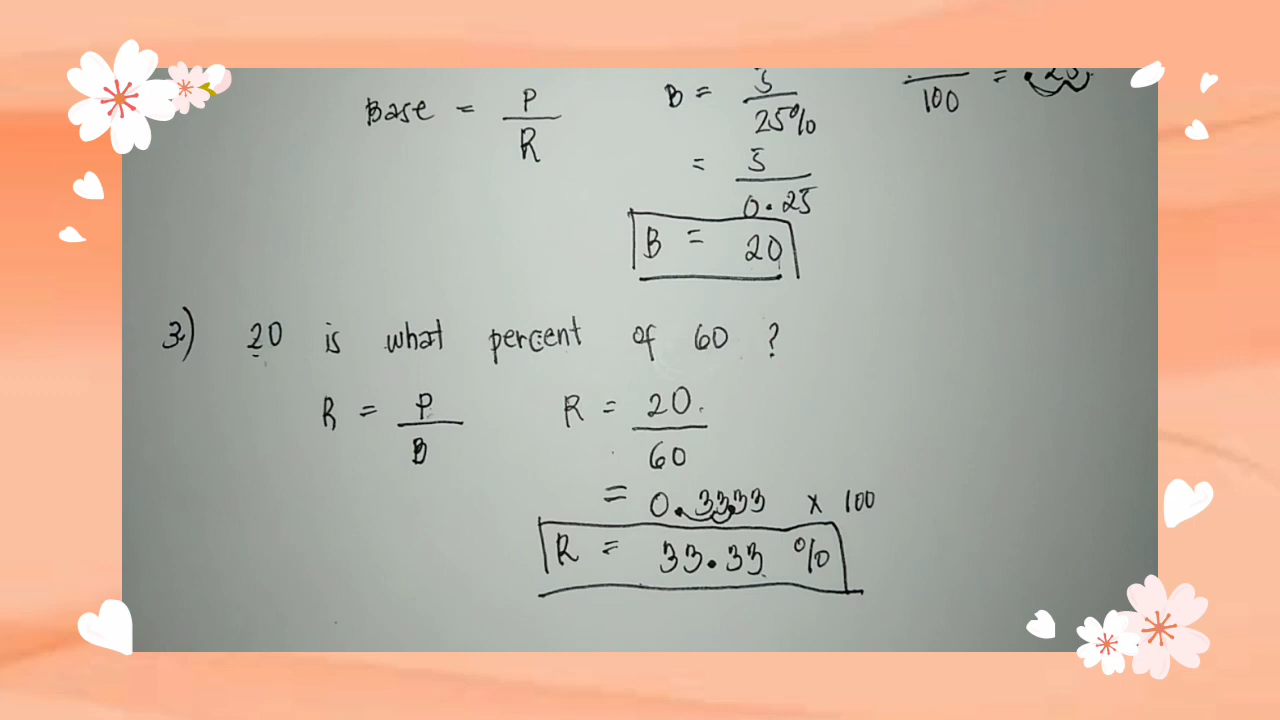 Base = P / R    B = 5 / 25%    / 100 = .25.
= 5 / 0.25
B = 20
3) 20 is what percent of 60 ?
R = P / B    R = 20 / 60
= 0.3333 x 100
R = 33.33 %